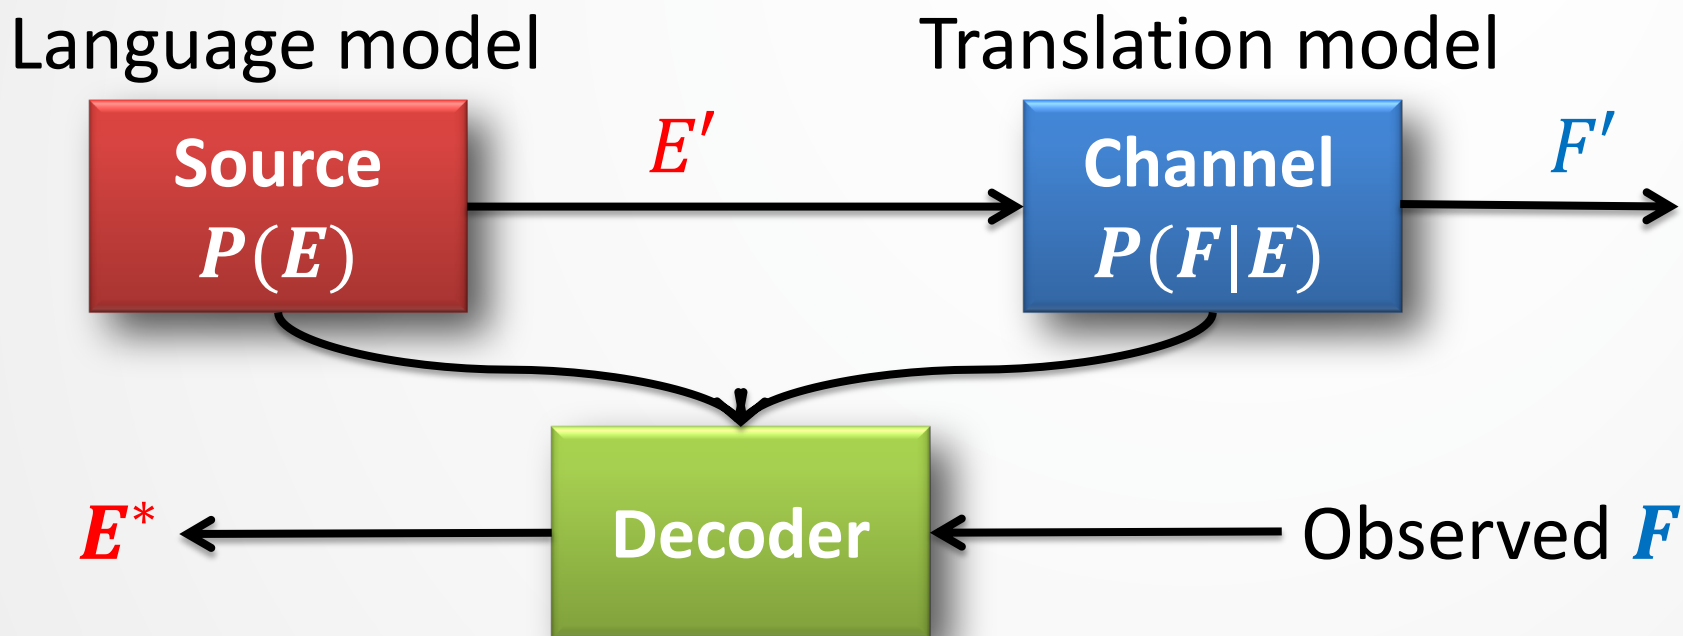 Language model
Translation model
Source
P(E)
E′
Channel
P(F|E)
F′
E*
Decoder
Observed F